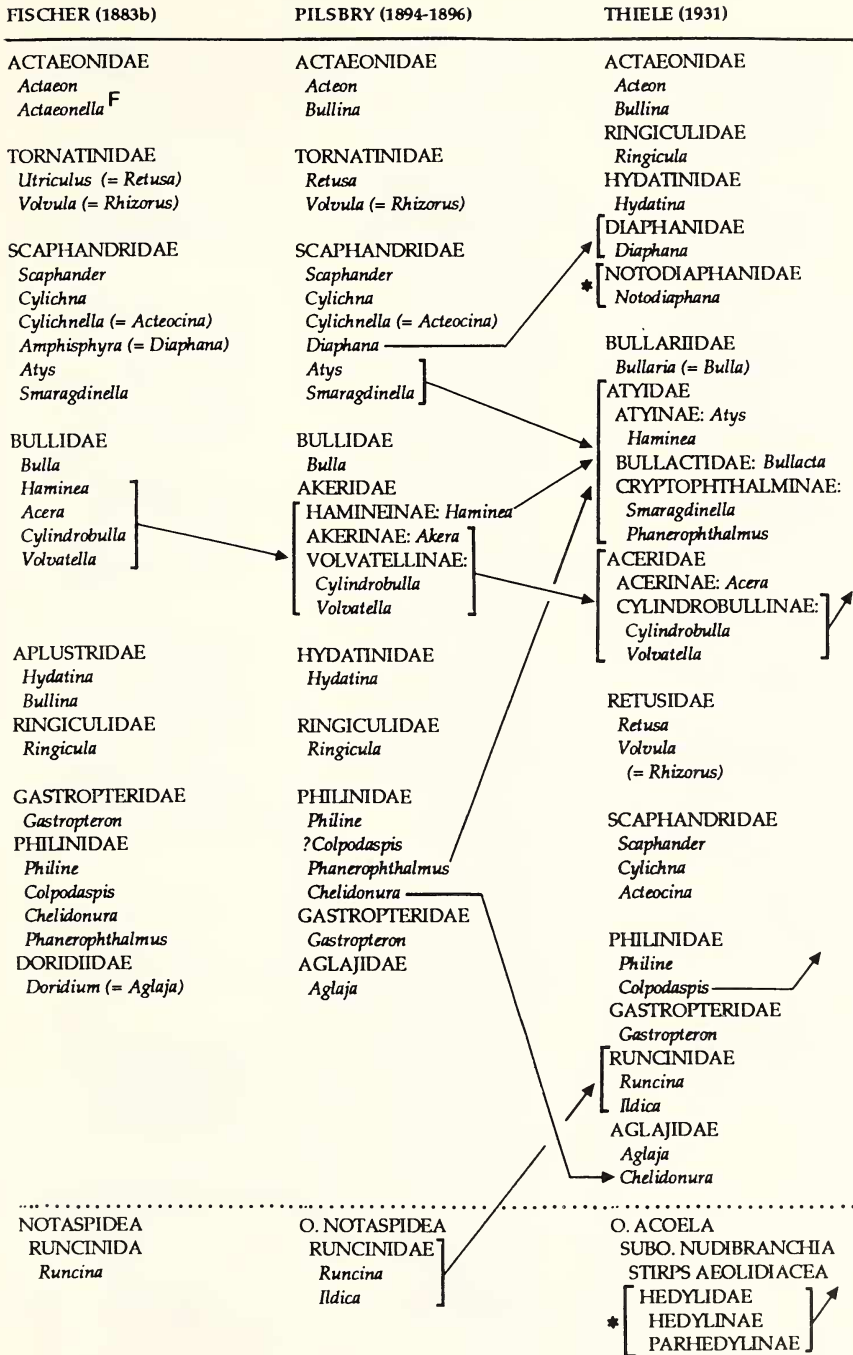 FISCHER (1883b)
ACTAEONIDAE
Actaeon
Actaeonella F
TORNATINIDAE
Utriculus (= Retusa)
Volvula (= Rhizorus)
SCAPHANDRIDAE
Scaphander
Cylichna
Cylichnella (= Acteocina)
Amphisphyra (= Diaphana)
Atys
Smaragdinella
BULLIDAE
Bulla
Haminea
Acera
Cylindrobulla
Volvatella
APLUSTRIDAE
Hydatina
Bullina
RINGICULIDAE
Ringicula
GASTROPTERIDAE
Gastropteron
PHILINIDAE
Philine
Colpodaspis
Chelidonura
Phanerophthalmus
DORIDIIDAE
Doridium (= Aglaja)
NOTASPIDEA
RUNCINIDA
Runcina
PILSBRY (1894-1896)
ACTAEONIDAE
Acteon
Bullina
TORNATINIDAE
Retusa
Volvula (= Rhizorus)
SCAPHANDRIDAE
Scaphander
Cylichna
Cylichnella (= Acteocina)
Diaphana
Atys
Smaragdinella
BULLIDAE
Bulla
AKERIDAE
HAMINEINAE: Haminea
AKERINAE: Akera
VOLVATELLINAE:
Cylindrobulla
Volvatella
HYDATINIDAE
Hydatina
RINGICULIDAE
Ringicula
PHILINIDAE
Philine
?Colpodaspis
Phanerophthalmus
Chelidonura
GASTROPTERIDAE
Gastropteron
AGLAJIDAE
Aglaja
O. NOTASPIDEA
RUNCINIDAE
Runcina
Ildica
THIELE (1931)
ACTAEONIDAE
Acteon
Bullina
RINGICULIDAE
Ringicula
HYDATINIDAE
Hydatina
DIAPHANIDAE
Diaphana
* NOTODIAPHANIDAE
Notodiaphana
BULLARIIDAE
Bullaria (= Bulla)
ATYIDAE
ATYINAE: Atys
Haminea
BULLACTIDAE: Bullacta
CRYPTOPHTHALMINAE:
Smaragdinella
Phanerophthalmus
ACERIDAE
ACERINAE: Acera
CYLINDROBULLINAE:
Cylindrobulla
Volvatella
RETUSIDAE
Retusa
Volvula
(= Rhizorus)
SCAPHANDRIDAE
Scaphander
Cylichna
Acteocina
PHILINIDAE
Philine
Colpodaspis
GASTROPTERIDAE
Gastropteron
RUNCINIDAE
Runcina
Ildica
AGLAJIDAE
Aglaja
Chelidonura
O. ACOELA
SUBO. NUDIBRANCHIA
STIRPS AEOLIDIACEA
HEDYLIDAE
* HEDYLINAE
PARHEDYLINAE